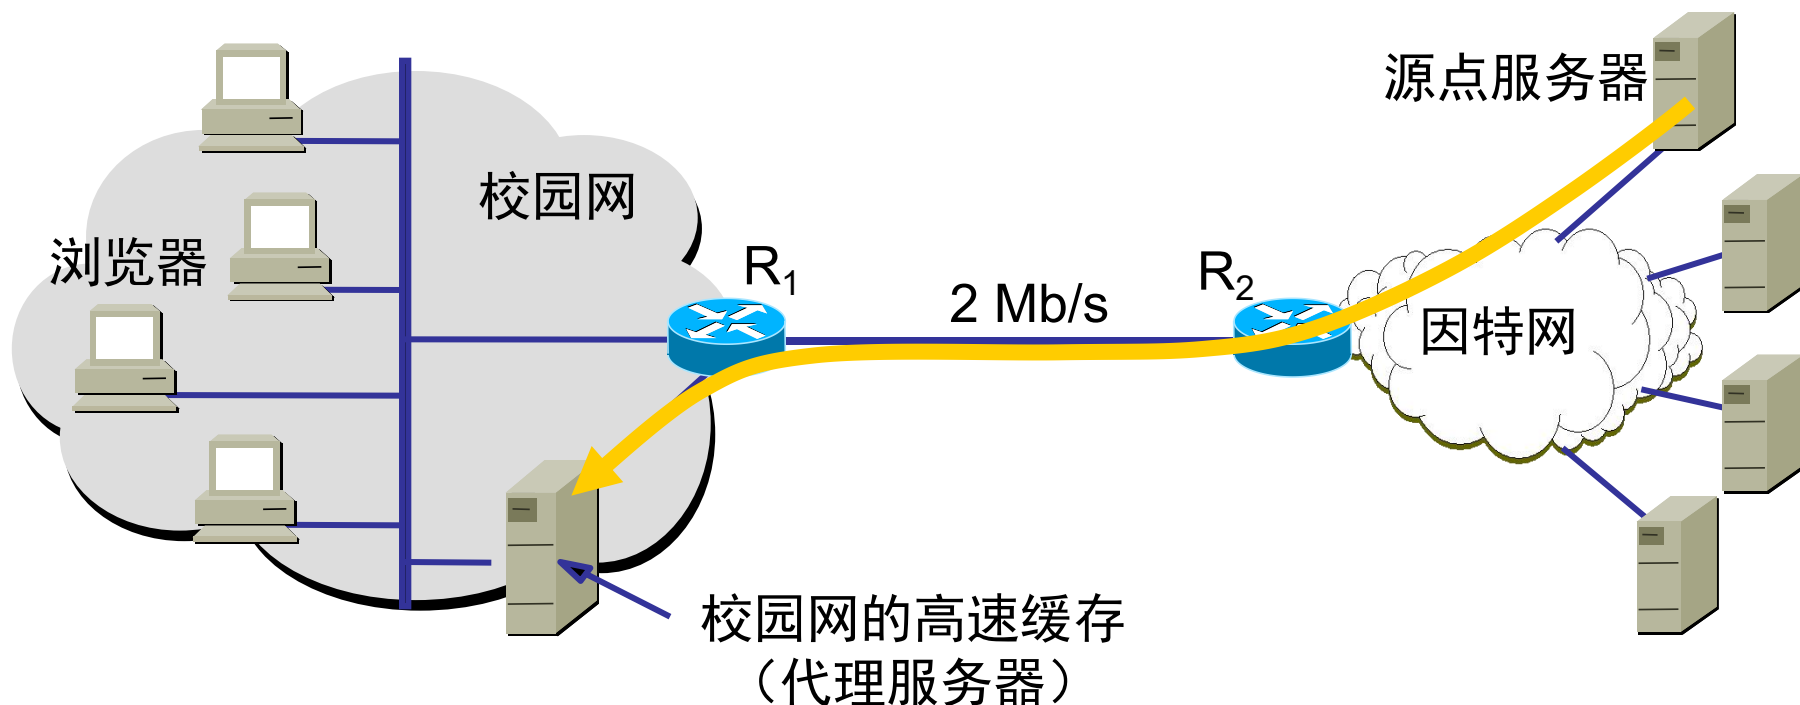 源点服务器
校园网
浏览器
R1
2 Mb/s
R2
因特网
校园网的高速缓存
（代理服务器）